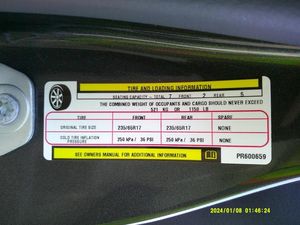 TIRE AND LOADING INFORMATION
SEATING CAPACITY - TOTAL 7 FRONT 2 REAR 5
THE COMBINED WEIGHT OF OCCUPANTS AND CARGO SHOULD NEVER EXCEED
521 KG OR 1150 LB
FRONT REAR SPARE
ORIGINAL TIRE SIZE 235/65R17 235/65R17 NONE
COLD TIRE INFLATION PRESSURE 250 kPa / 36 PSI 250 kPa / 36 PSI NONE
SEE OWNERS MANUAL FOR ADDITIONAL INFORMATION PR600659
2024/01/08 01:46:24